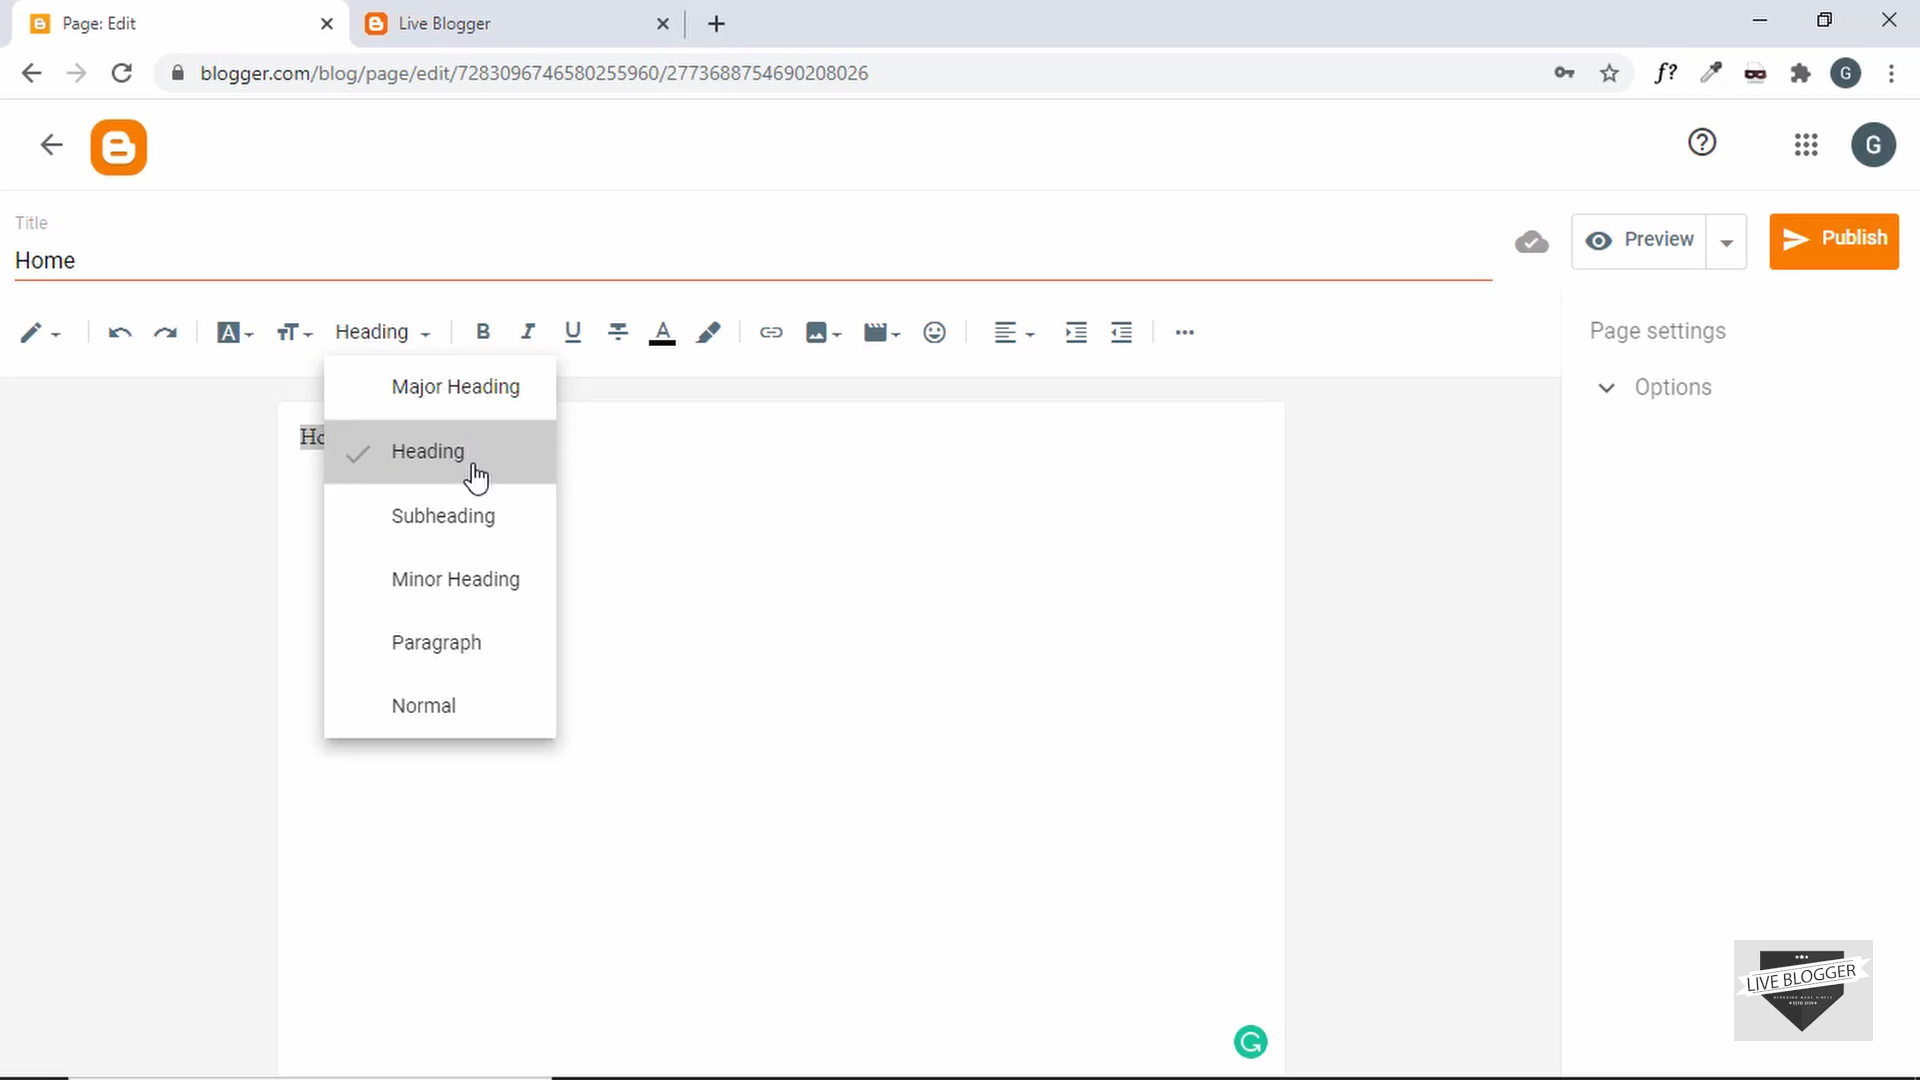 Page: Edit
Live Blogger
blogger.com/blog/page/edit/7283096746580255960/2773688754690208026
f?
G
G
Title
Home
Preview
Publish
Heading
B
I
U
A
Page settings
Options
Major Heading
Ho
Heading
Subheading
Minor Heading
Paragraph
Normal
LIVE BLOGGER